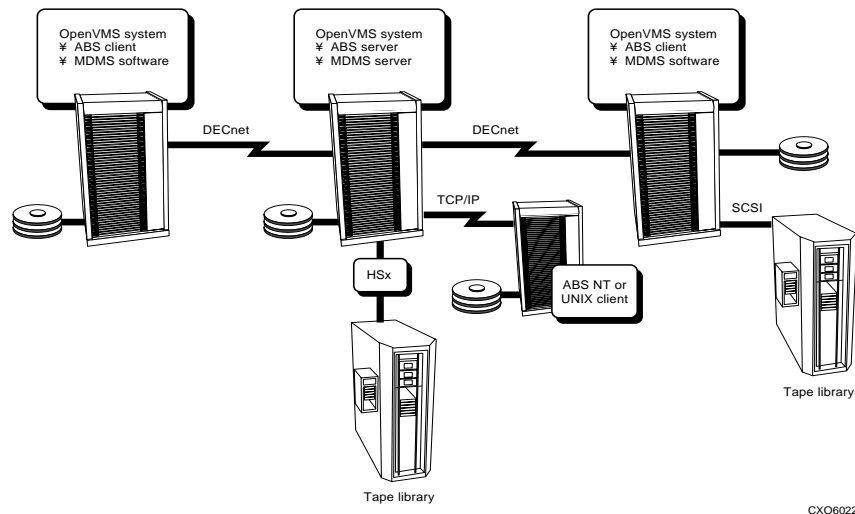 OpenVMS system
¥ ABS client
¥ MDMS software
OpenVMS system
¥ ABS server
¥ MDMS server
OpenVMS system
¥ ABS client
¥ MDMS software
DECnet
DECnet
TCP/IP
SCSI
HSx
ABS NT or
UNIX client
Tape library
Tape library
CXO6022